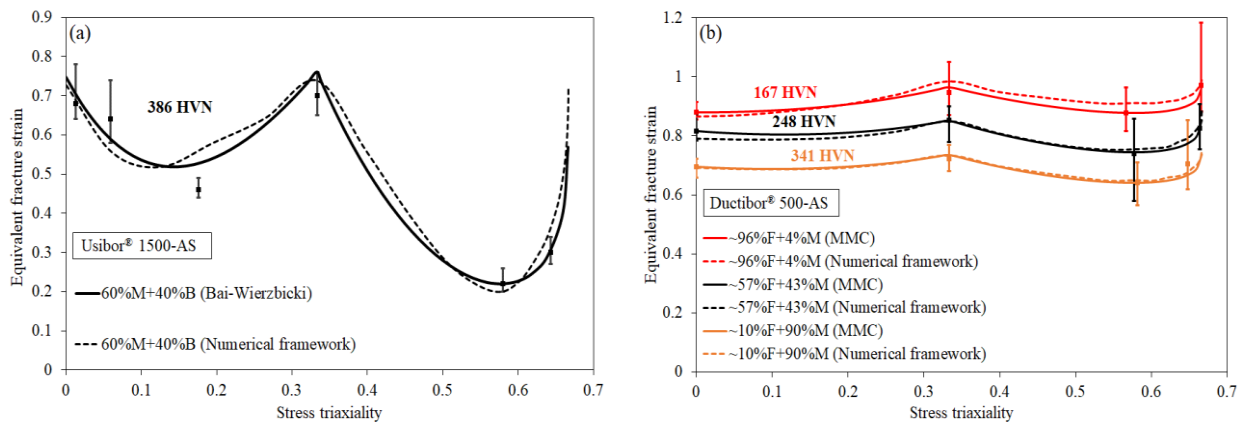 (a)
Equivalent fracture strain
0.9
0.8
0.7
0.6
0.5
0.4
0.3
0.2
0.1
0
386 HVN
Usibor® 1500-AS
60%M+40%B (Bai-Wierzbicki)
60%M+40%B (Numerical framework)
0 0.1 0.2 0.3 0.4 0.5 0.6 0.7
Stress triaxiality
(b)
Equivalent fracture strain
1.2
1
0.8
0.6
0.4
0.2
0
167 HVN
248 HVN
341 HVN
Ductibor® 500-AS
~96%F+4%M (MMC)
~96%F+4%M (Numerical framework)
~57%F+43%M (MMC)
~57%F+43%M (Numerical framework)
~10%F+90%M (MMC)
~10%F+90%M (Numerical framework)
0 0.1 0.2 0.3 0.4 0.5 0.6 0.7
Stress triaxiality